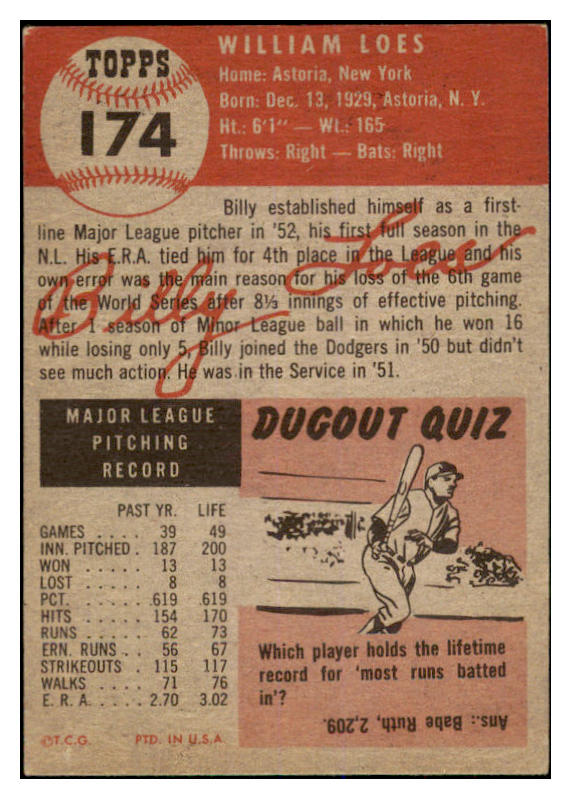 TOPPS
174
WILLIAM LOES
Home: Astoria, New York
Born: Dec. 13, 1929, Astoria, N. Y.
Ht.: 6'1" — Wt.: 165
Throws: Right — Bats: Right
Billy established himself as a first-
line Major League pitcher in '52, his first full season in the
N.L. His E.R.A. tied him for 4th place in the League and his
own error was the main reason for his loss of the 6th game
of the World Series after 8⅓ innings of effective pitching.
After 1 season of Minor League ball in which he won 16
while losing only 5, Billy joined the Dodgers in '50 but didn't
see much action. He was in the Service in '51.
Billy Loes
MAJOR LEAGUE
PITCHING
RECORD
PAST YR. LIFE
GAMES .... 39 49
INN. PITCHED . 187 200
WON ..... 13 13
LOST ..... 8 8
PCT. ..... .619 .619
HITS ..... 154 170
RUNS ..... 62 73
ERN. RUNS... 56 67
STRIKEOUTS .. 115 117
WALKS .... 71 76
E. R. A. ..... 2.70 3.02
©T.C.G. PTD. IN U.S.A.
DUGOUT QUIZ
Which player holds the lifetime
record for 'most runs batted
in'?
Ans.: Babe Ruth, 2,209.